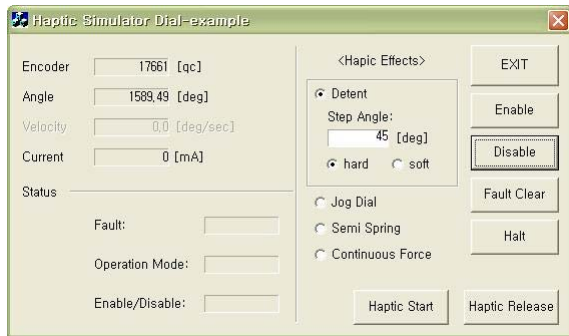 Haptic Simulator Dial-example
Encoder 17661 [qc]
Angle 1589,49 [deg]
Velocity 0,0 [deg/sec]
Current 0 [mA]
Status
Fault:
Operation Mode:
Enable/Disable:
<Hapic Effects>
Detent
Step Angle:
45 [deg]
hard soft
Jog Dial
Semi Spring
Continuous Force
Haptic Start
EXIT
Enable
Disable
Fault Clear
Halt
Haptic Release